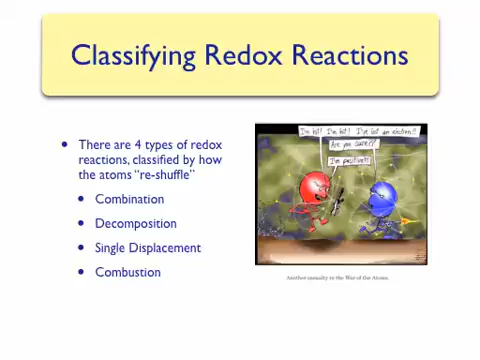 Classifying Redox Reactions
• There are 4 types of redox
reactions, classified by how
the atoms “re-shuffle”
• Combination
• Decomposition
• Single Displacement
• Combustion
I'm hit! I'm hit! I've lost an electron!!
Are you sure??
I'm positive!!
Another casualty in the War of the Atoms.